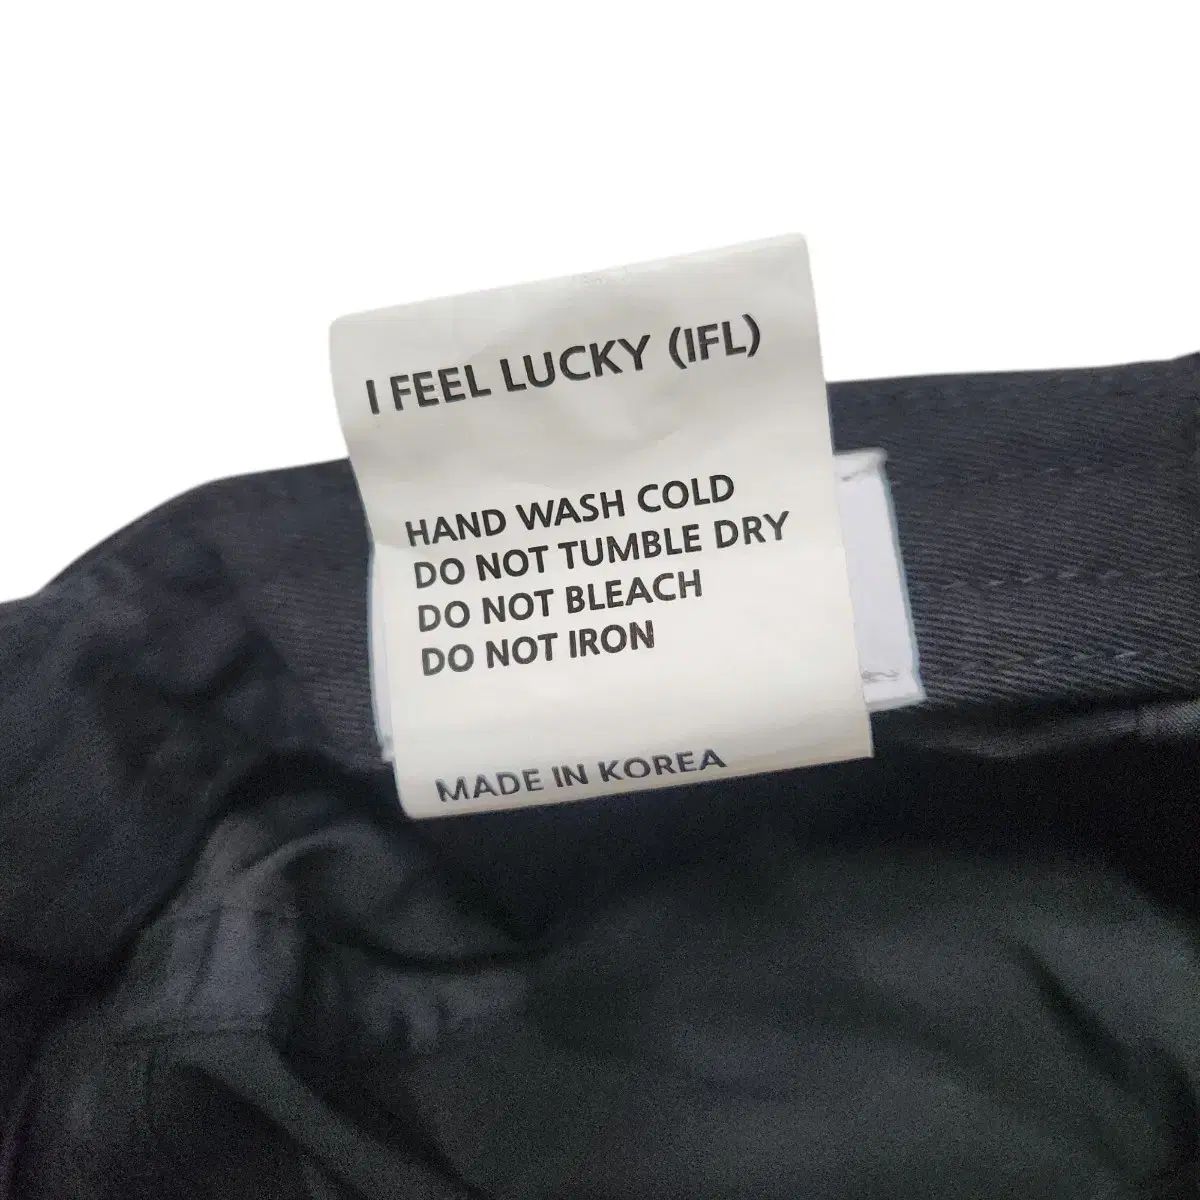 I FEEL LUCKY (IFL)
HAND WASH COLD
DO NOT TUMBLE DRY
DO NOT BLEACH
DO NOT IRON
MADE IN KOREA